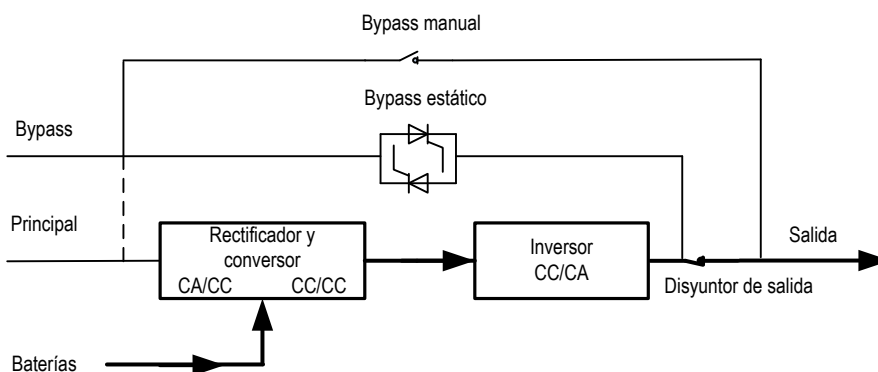 Bypass manual
Bypass estático
Bypass
Principal
Rectificador y
conversor
CA/CC CC/CC
Inversor
CC/CA
Salida
Disyuntor de salida
Baterías